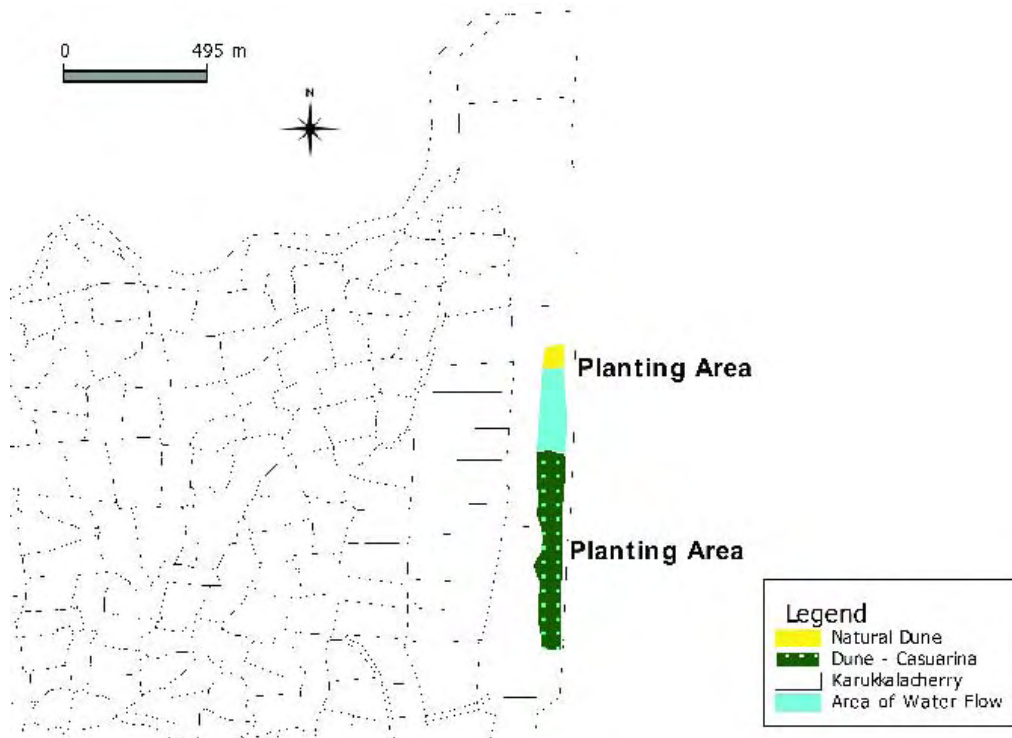 0 495 m
N
Planting Area
Planting Area
Legend
Natural Dune
Dune - Casuarina
Karukkalacherry
Area of Water Flow